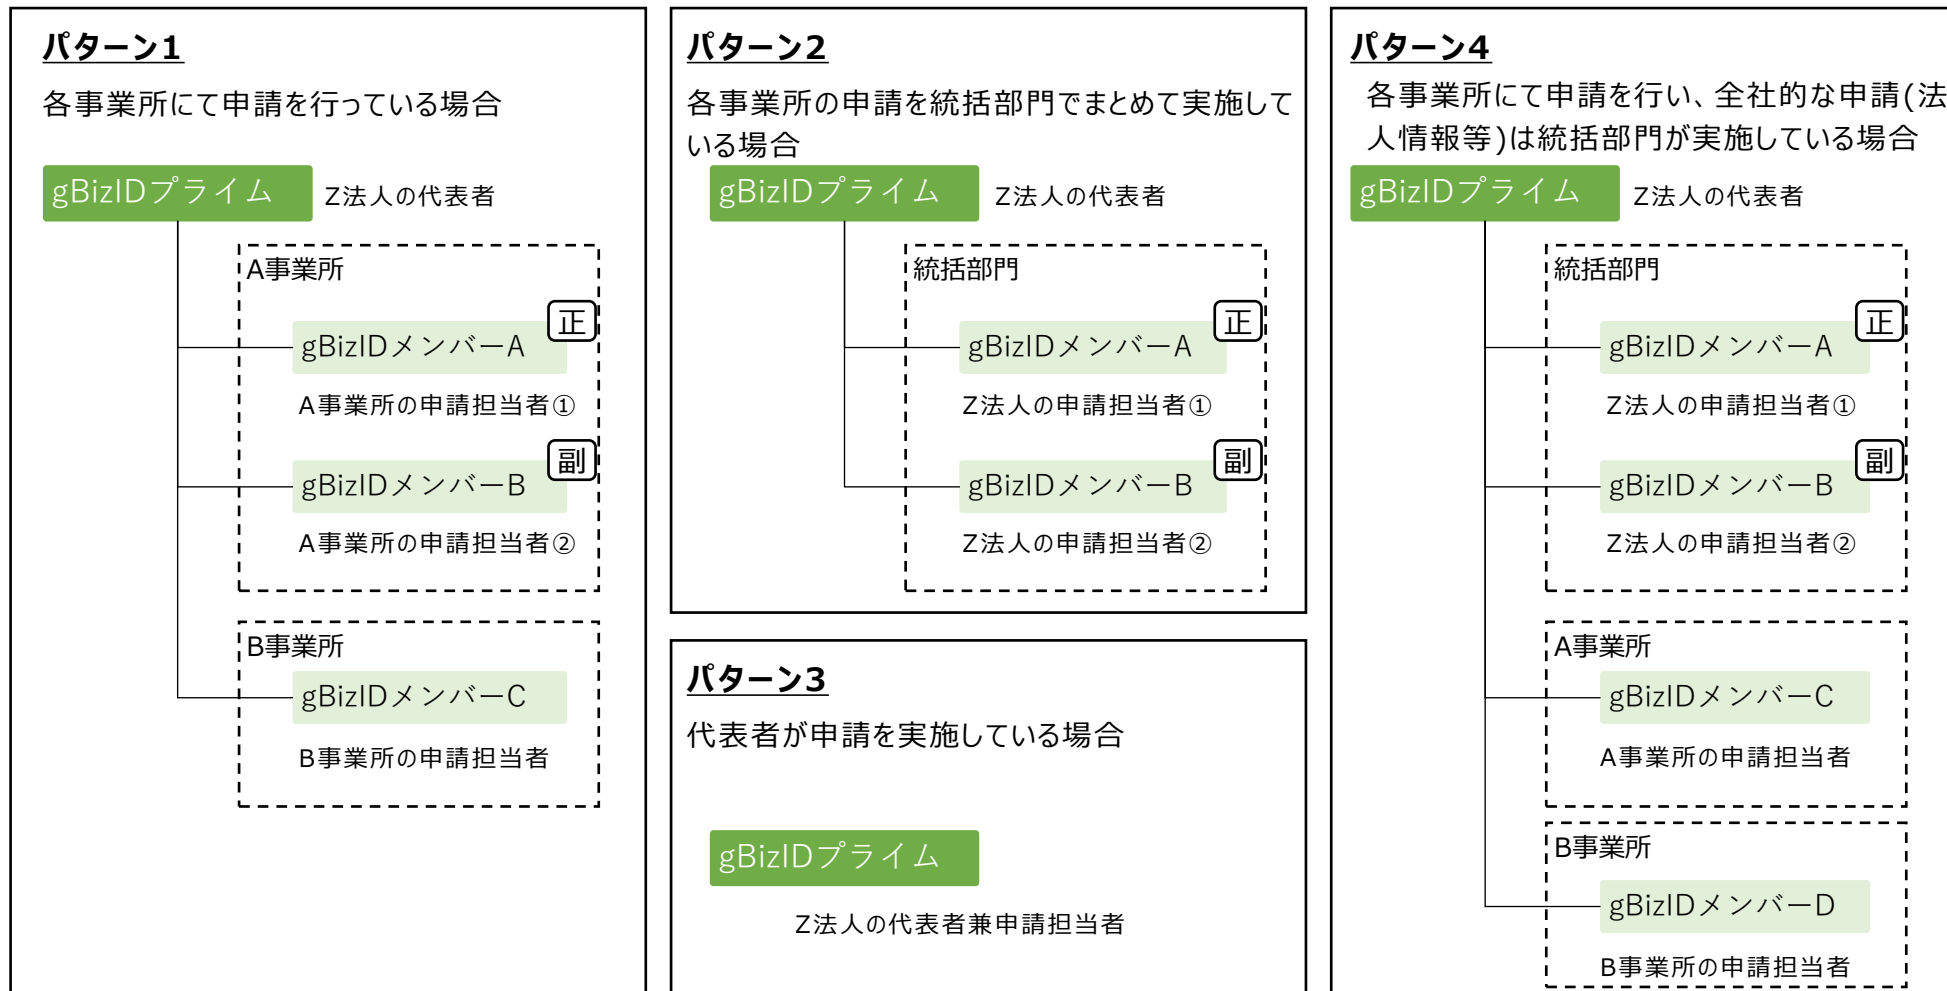 パターン1
各事業所にて申請を行っている場合
gBizIDプライム
Z法人の代表者
A事業所
正
gBizIDメンバーA
A事業所の申請担当者①
副
gBizIDメンバーB
A事業所の申請担当者②
B事業所
gBizIDメンバーC
B事業所の申請担当者
パターン2
各事業所の申請を統括部門でまとめて実施して
いる場合
gBizIDプライム
Z法人の代表者
統括部門
正
gBizIDメンバーA
Z法人の申請担当者①
副
gBizIDメンバーB
Z法人の申請担当者②
パターン3
代表者が申請を実施している場合
gBizIDプライム
Z法人の代表者兼申請担当者
パターン4
各事業所にて申請を行い、全社的な申請(法
人情報等)は統括部門が実施している場合
gBizIDプライム
Z法人の代表者
統括部門
正
gBizIDメンバーA
Z法人の申請担当者①
副
gBizIDメンバーB
Z法人の申請担当者②
A事業所
gBizIDメンバーC
A事業所の申請担当者
B事業所
gBizIDメンバーD
B事業所の申請担当者